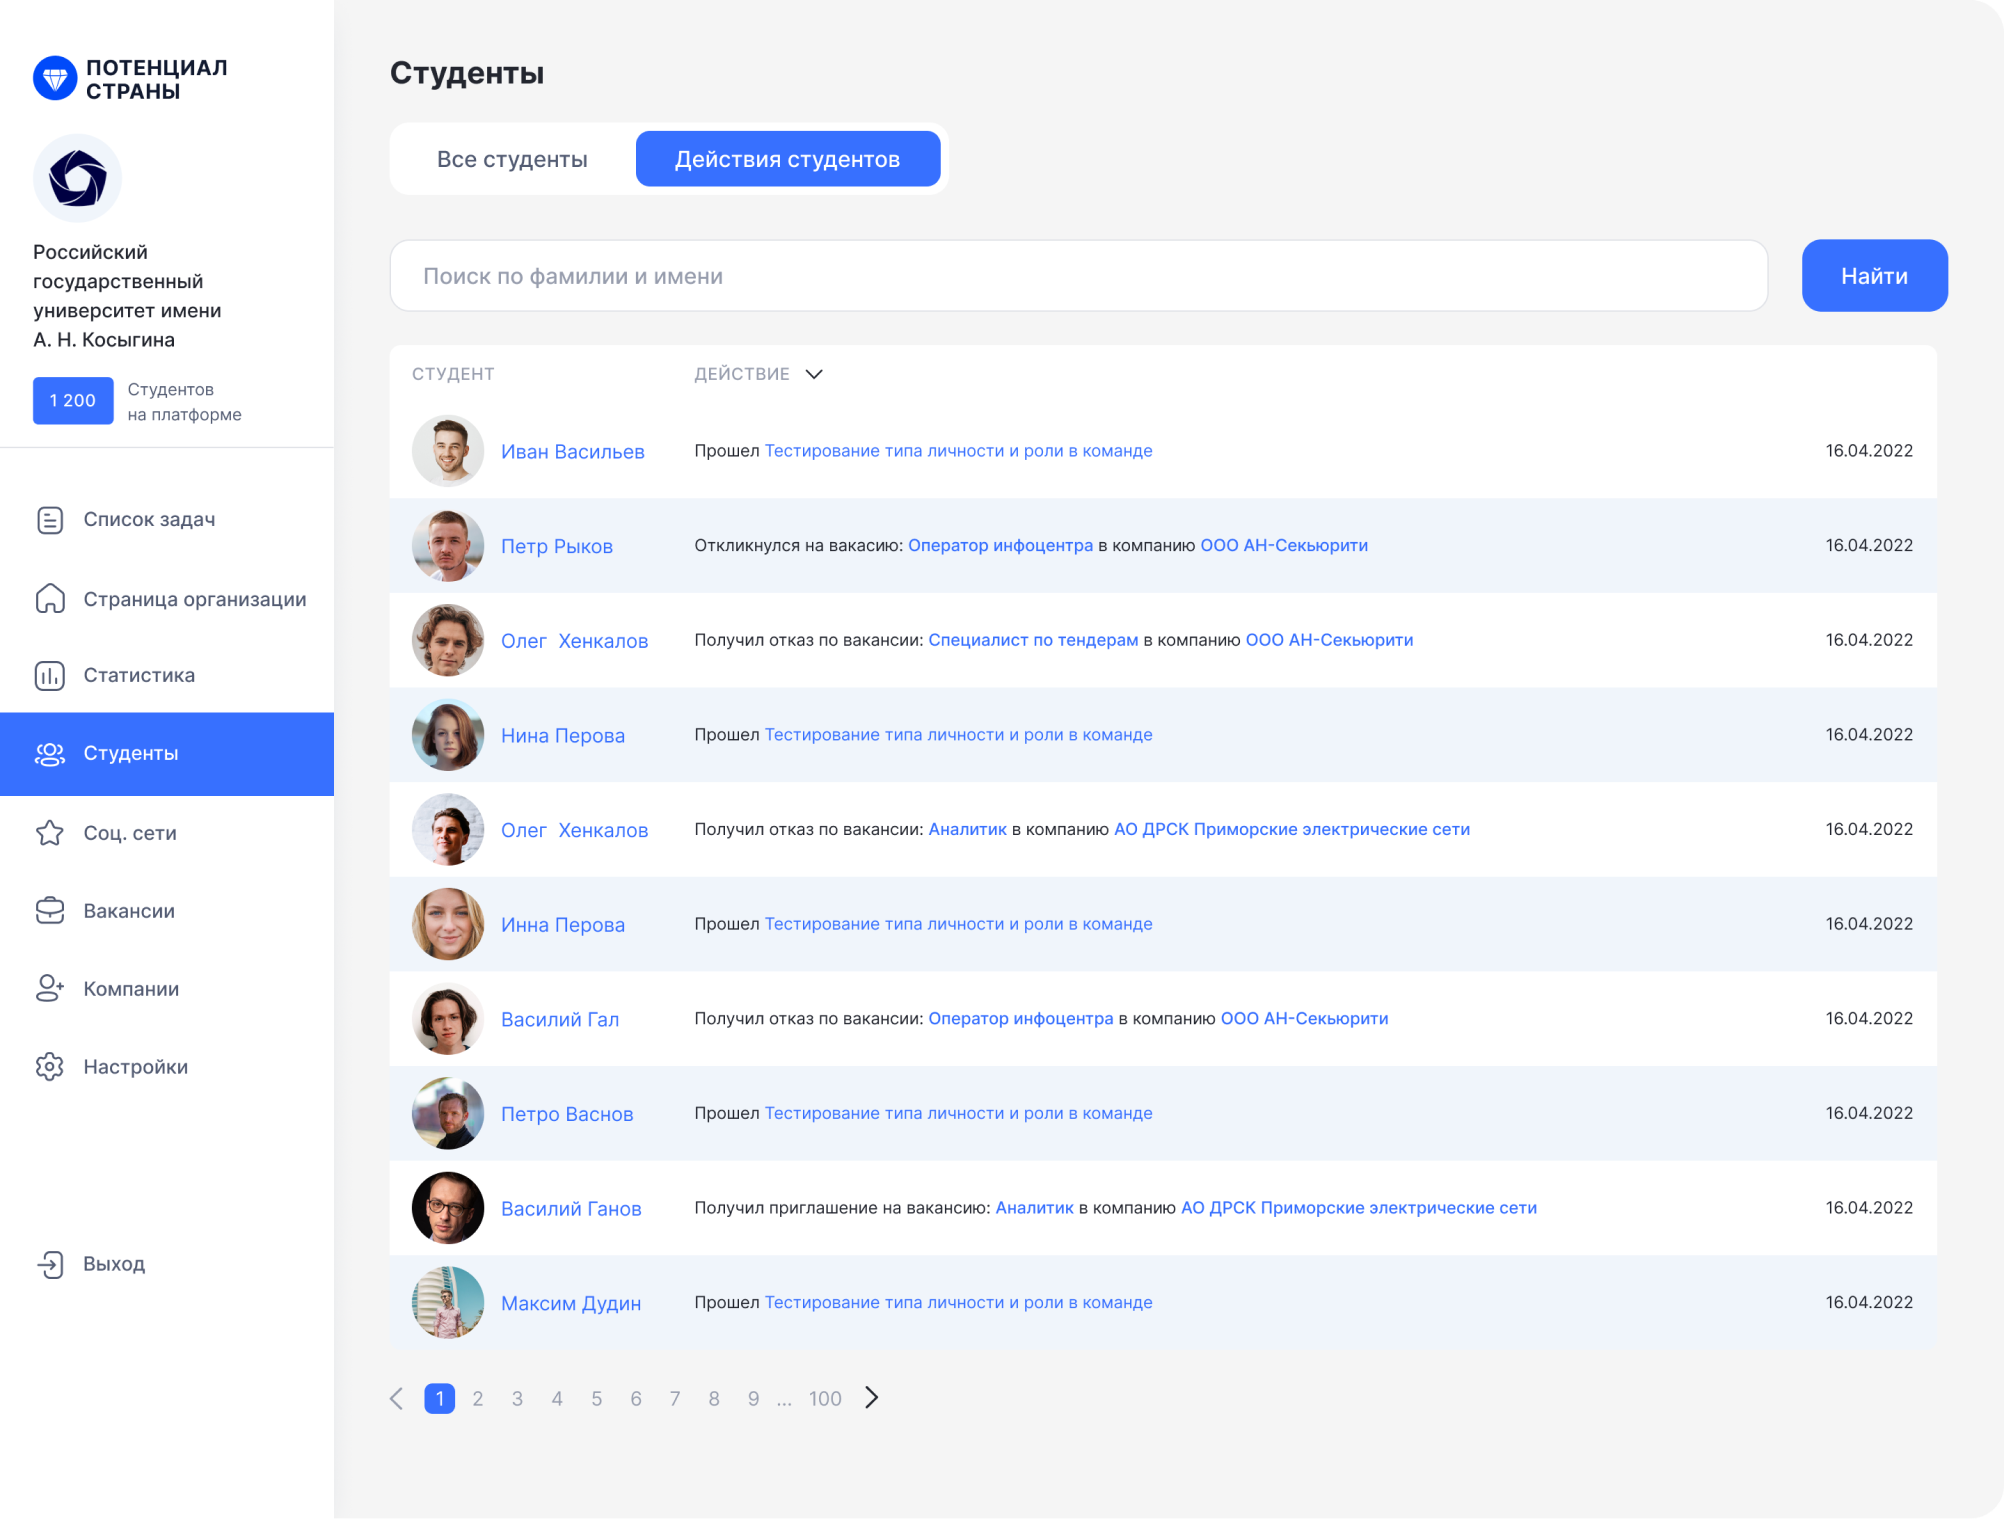 ПОТЕНЦИАЛ
СТРАНЫ
Российский
государственный
университет имени
А. Н. Косыгина
1 200
Студентов
на платформе
Список задач
Страница организации
Статистика
Студенты
Соц. сети
Вакансии
Компании
Настройки
Выход
Студенты
Все студенты
Действия студентов
Поиск по фамилии и имени
Найти
СТУДЕНТ ДЕЙСТВИЕ
Иван Васильев Прошел Тестирование типа личности и роли в команде 16.04.2022
Петр Рыков Откликнулся на вакасию: Оператор инфоцентра в компанию ООО АН-Секьюрити 16.04.2022
Олег  Хенкалов Получил отказ по вакансии: Специалист по тендерам в компанию ООО АН-Секьюрити 16.04.2022
Нина Перова Прошел Тестирование типа личности и роли в команде 16.04.2022
Олег  Хенкалов Получил отказ по вакансии: Аналитик в компанию АО ДРСК Приморские электрические сети 16.04.2022
Инна Перова Прошел Тестирование типа личности и роли в команде 16.04.2022
Василий Гал Получил отказ по вакансии: Оператор инфоцентра в компанию ООО АН-Секьюрити 16.04.2022
Петро Васнов Прошел Тестирование типа личности и роли в команде 16.04.2022
Василий Ганов Получил приглашение на вакансию: Аналитик в компанию АО ДРСК Приморские электрические сети 16.04.2022
Максим Дудин Прошел Тестирование типа личности и роли в команде 16.04.2022
1 2 3 4 5 6 7 8 9 ... 100